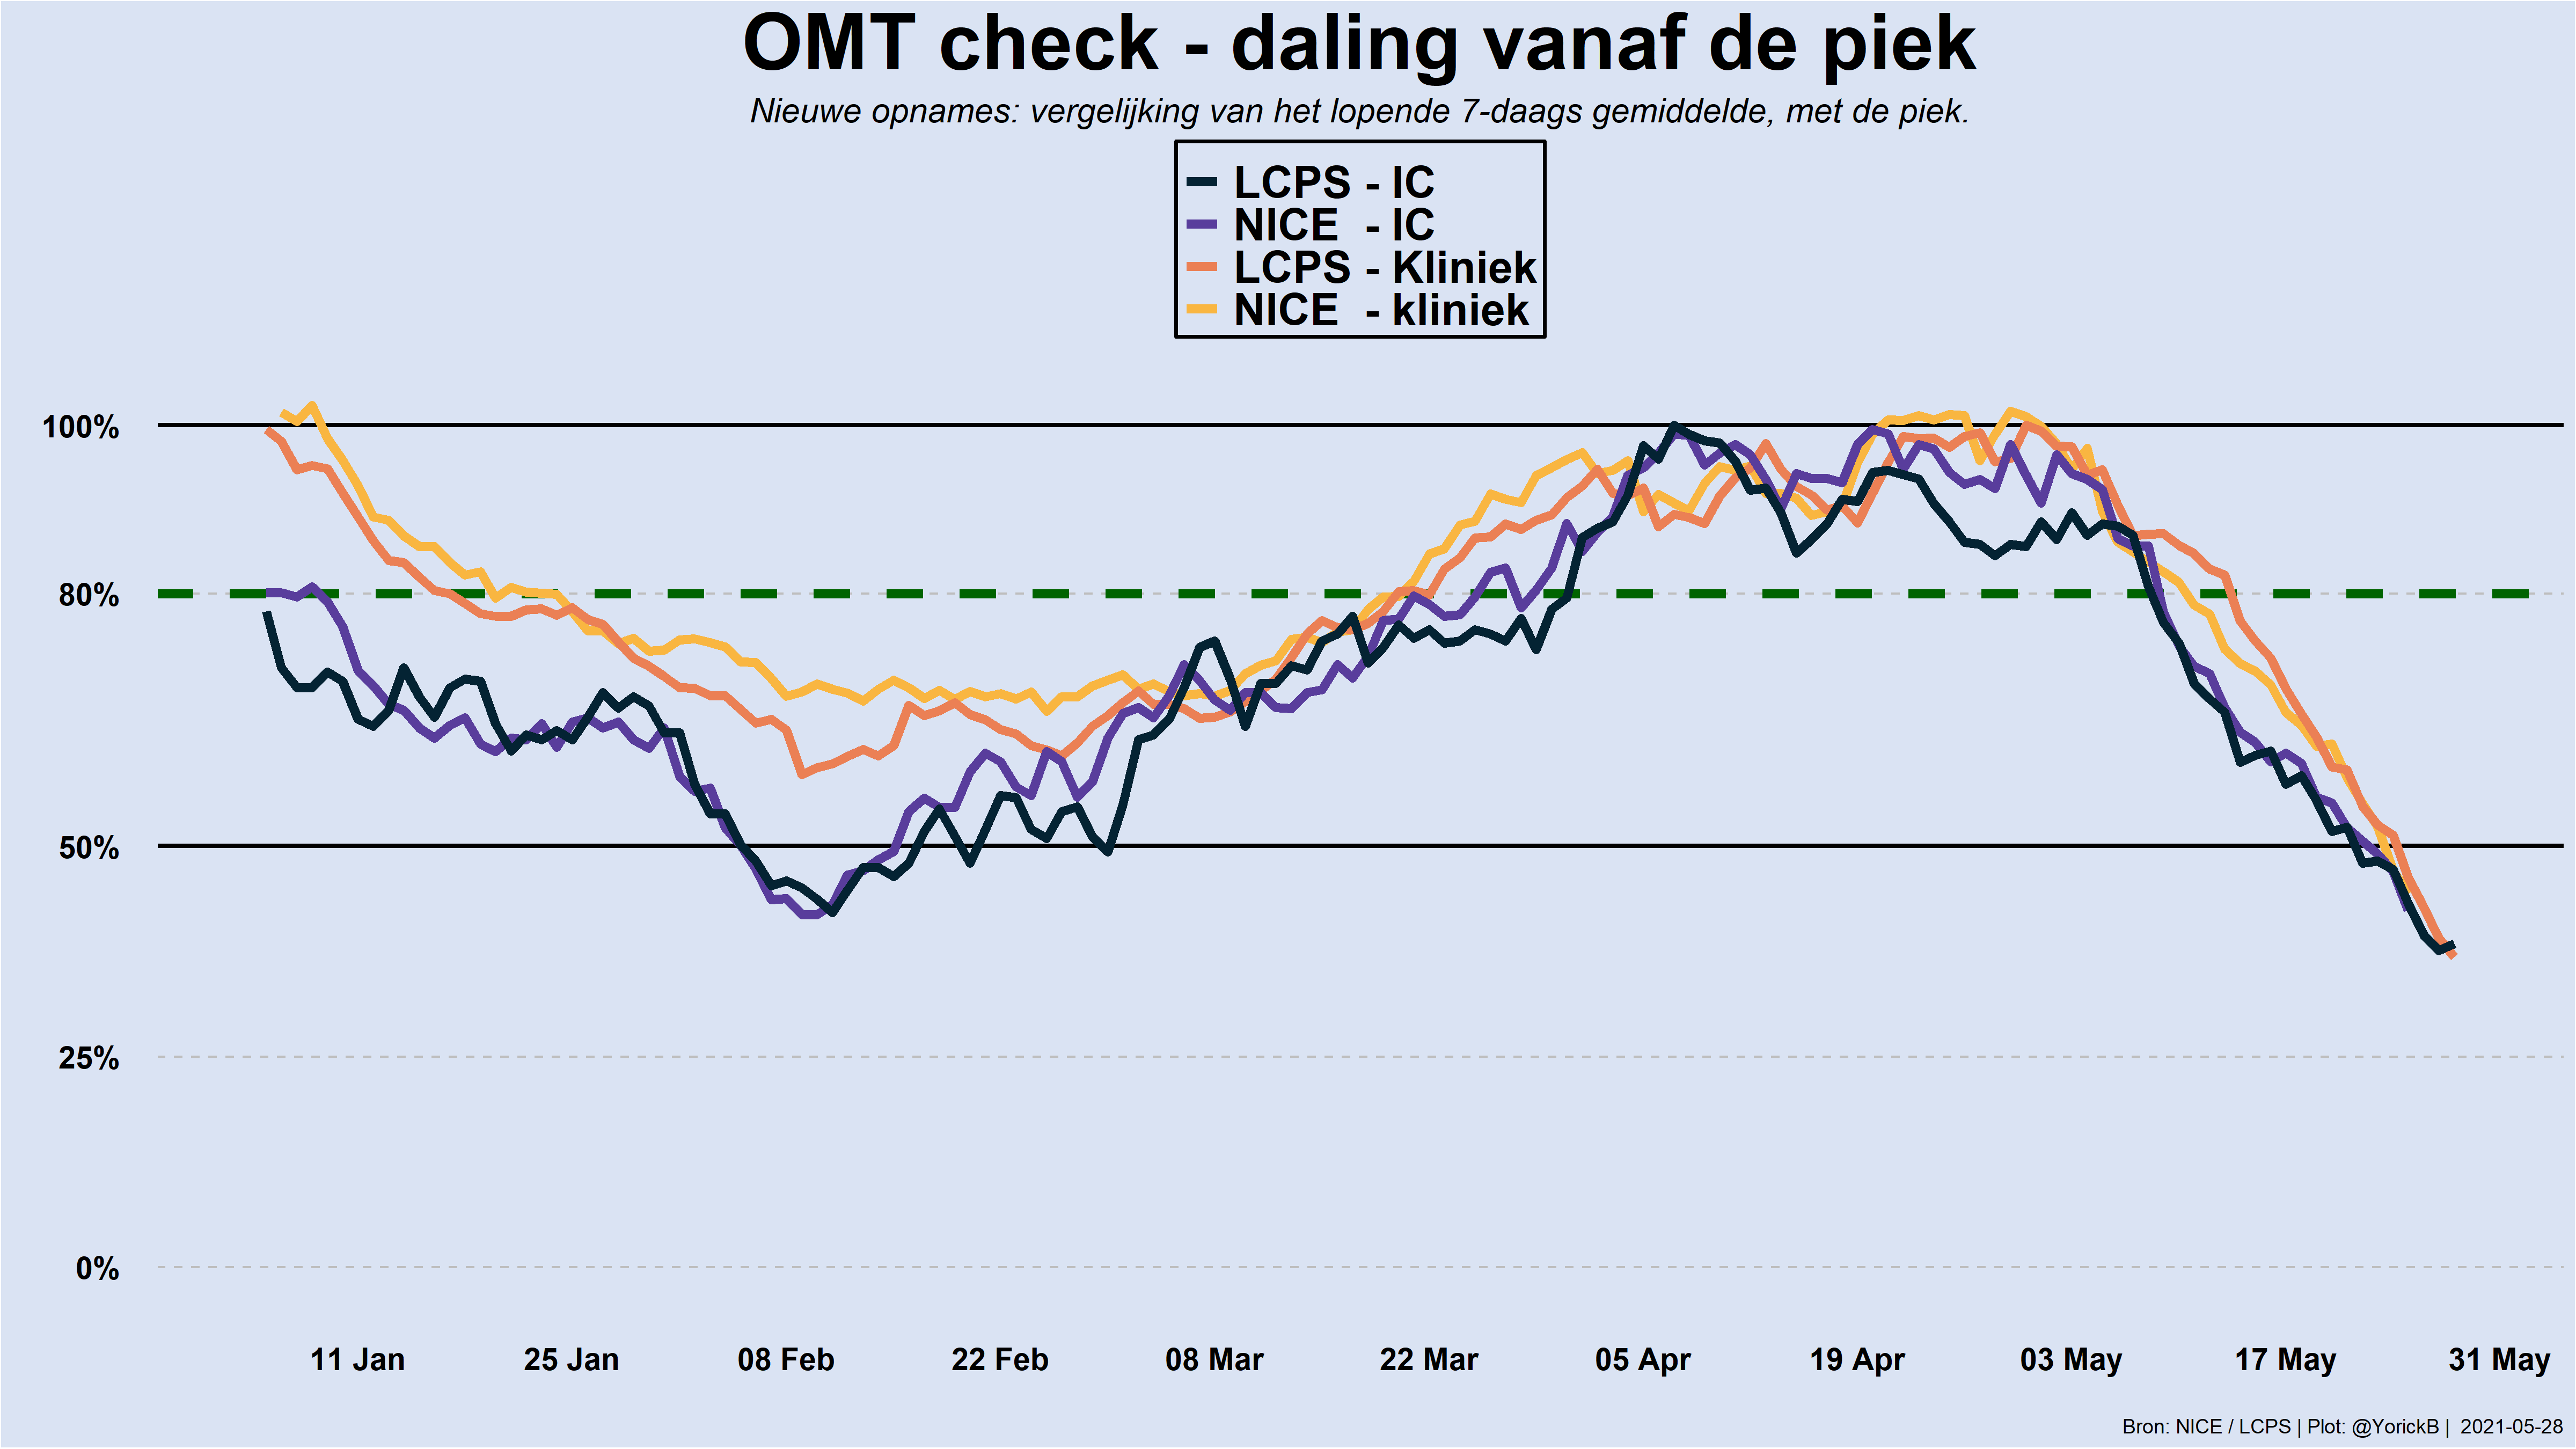 OMT check - daling vanaf de piek
Nieuwe opnames: vergelijking van het lopende 7-daags gemiddelde, met de piek.
LCPS - IC
NICE - IC
LCPS - Kliniek
NICE - kliniek
100%
80%
50%
25%
0%
11 Jan 25 Jan 08 Feb 22 Feb 08 Mar 22 Mar 05 Apr 19 Apr 03 May 17 May 31 May
Bron: NICE / LCPS | Plot: @YorickB | 2021-05-28